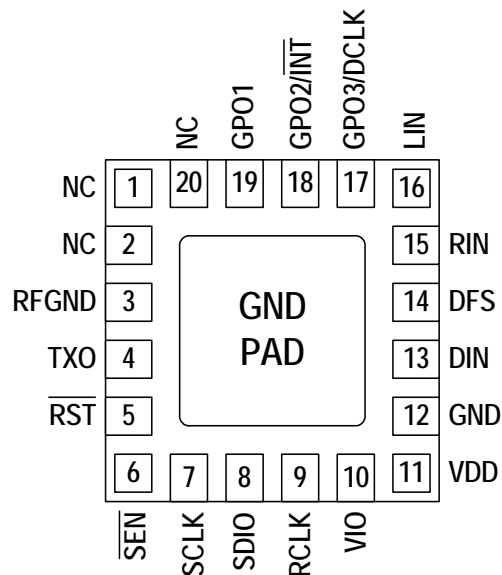 NC
GPO1
GPO2/INT
GPO3/DCLK
LIN
NC 1 20 19 18 17 16
NC 2 15 RIN
RFGND 3 GND 14 DFS
TXO 4 PAD 13 DIN
RST 5 12 GND
6 7 8 9 10 11 VDD
SEN
SCLK
SDIO
RCLK
VIO